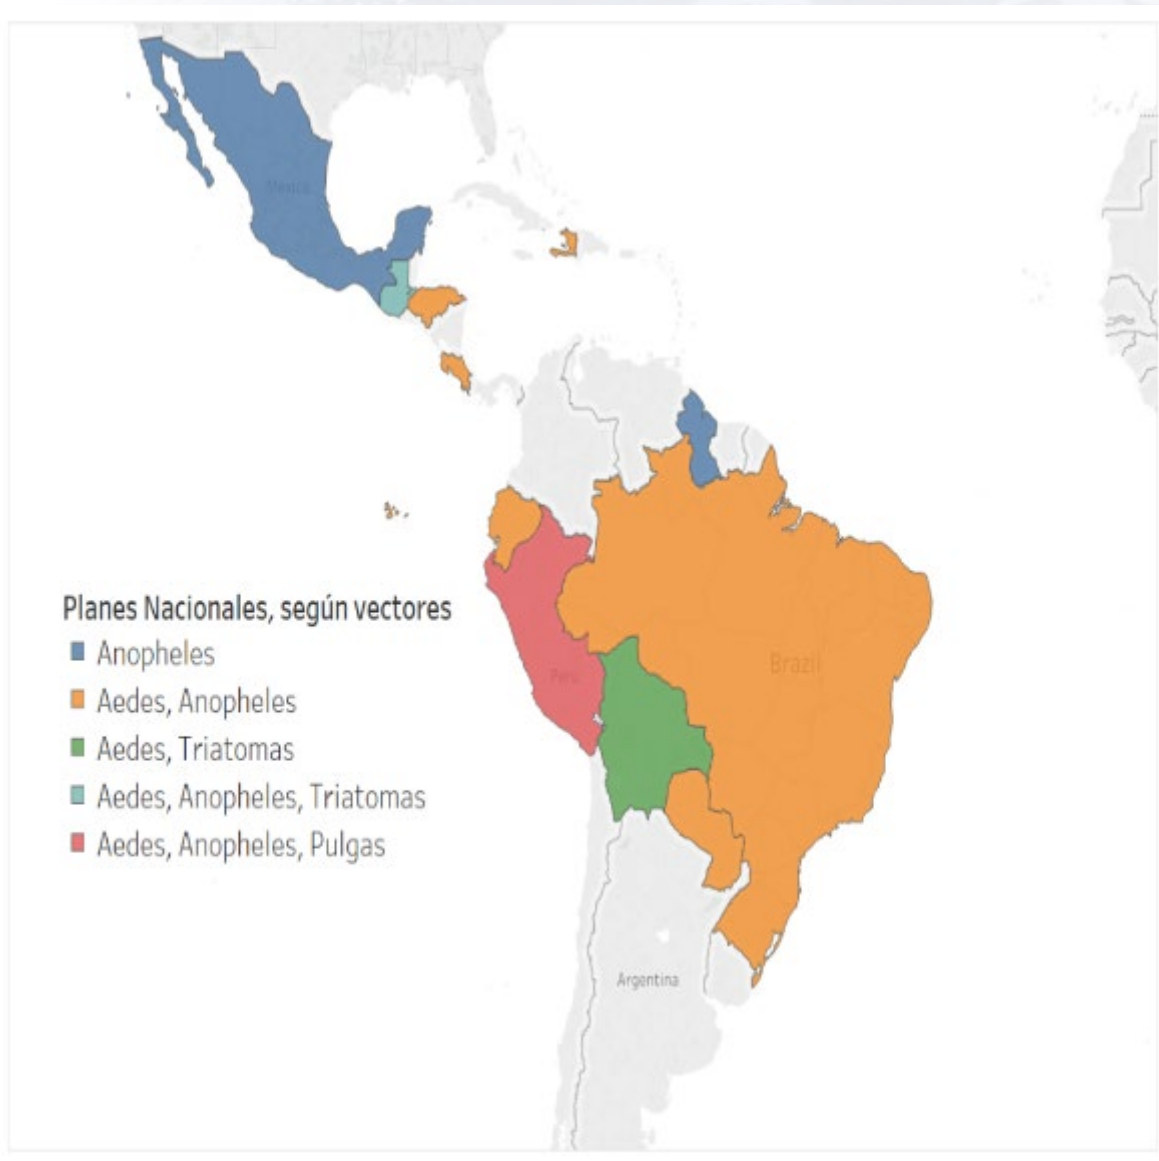 Mexico
Planes Nacionales, según vectores
Anopheles
Aedes, Anopheles
Aedes, Triatomas
Aedes, Anopheles, Triatomas
Aedes, Anopheles, Pulgas
Peru
Brazil
Argentina